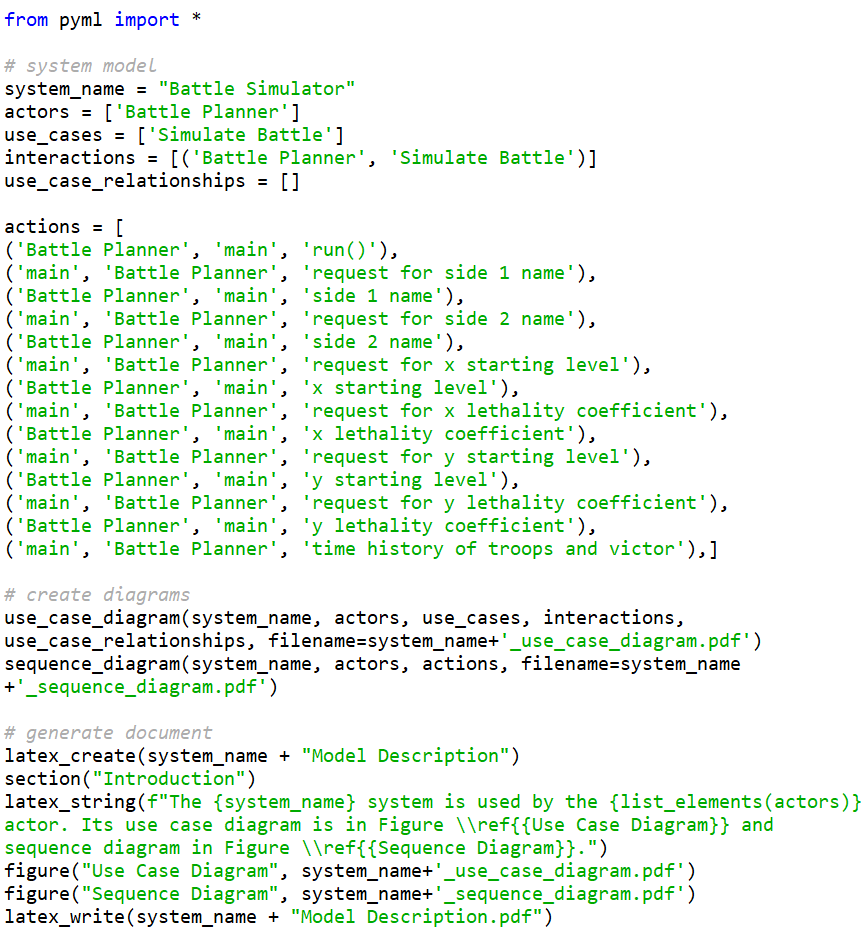 from pyml import *
# system model
system_name = "Battle Simulator"
actors = ['Battle Planner']
use_cases = ['Simulate Battle']
interactions = [('Battle Planner', 'Simulate Battle')]
use_case_relationships = []
actions = [
('Battle Planner', 'main', 'run()'),
('main', 'Battle Planner', 'request for side 1 name'),
('Battle Planner', 'main', 'side 1 name'),
('main', 'Battle Planner', 'request for side 2 name'),
('Battle Planner', 'main', 'side 2 name'),
('main', 'Battle Planner', 'request for x starting level'),
('Battle Planner', 'main', 'x starting level'),
('main', 'Battle Planner', 'request for x lethality coefficient'),
('Battle Planner', 'main', 'x lethality coefficient'),
('main', 'Battle Planner', 'request for y starting level'),
('Battle Planner', 'main', 'y starting level'),
('main', 'Battle Planner', 'request for y lethality coefficient'),
('Battle Planner', 'main', 'y lethality coefficient'),
('main', 'Battle Planner', 'time history of troops and victor'),]
# create diagrams
use_case_diagram(system_name, actors, use_cases, interactions,
use_case_relationships, filename=system_name+'_use_case_diagram.pdf')
sequence_diagram(system_name, actors, actions, filename=system_name
+'_sequence_diagram.pdf')
# generate document
latex_create(system_name + "Model Description")
section("Introduction")
latex_string(f"The {system_name} system is used by the {list_elements(actors)}
actor. Its use case diagram is in Figure \\ref{{Use Case Diagram}} and
sequence diagram in Figure \\ref{{Sequence Diagram}}.")
figure("Use Case Diagram", system_name+'_use_case_diagram.pdf')
figure("Sequence Diagram", system_name+'_sequence_diagram.pdf')
latex_write(system_name + "Model Description.pdf")